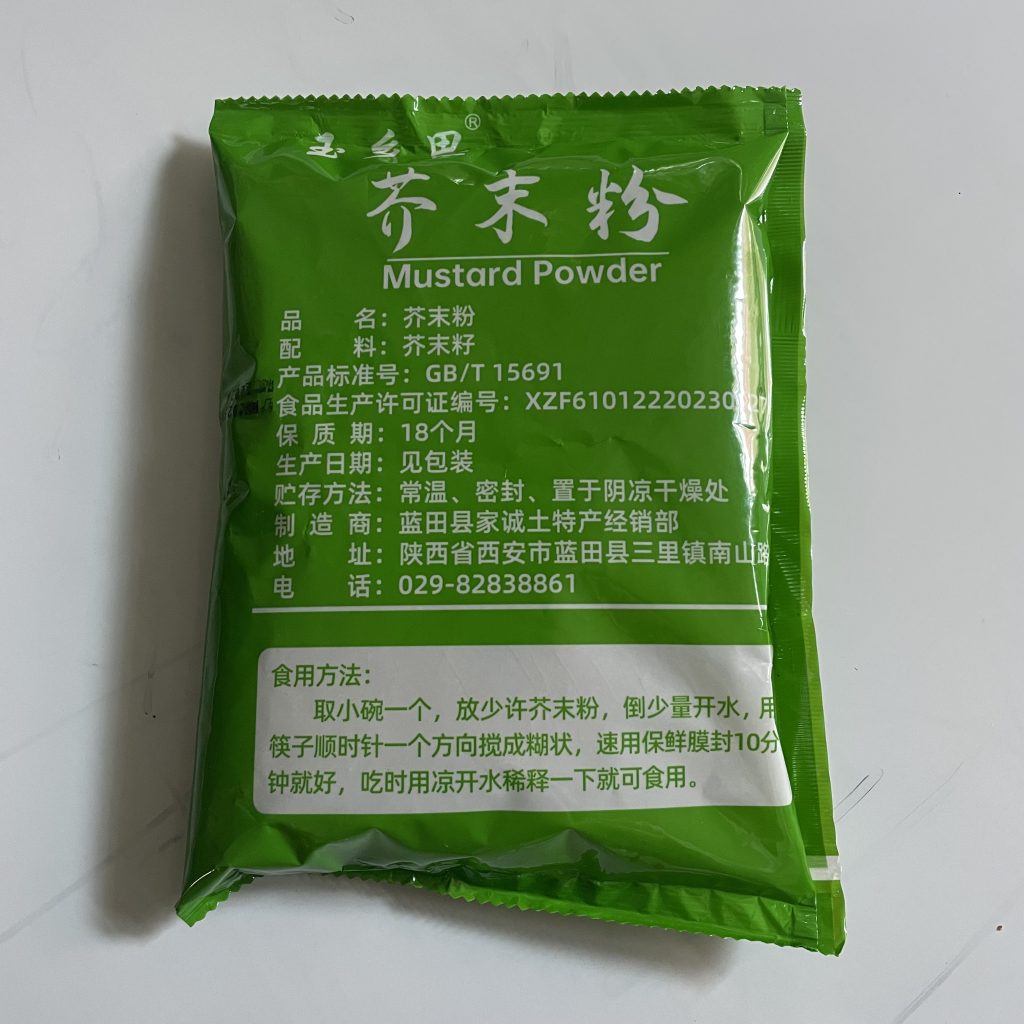 玉乡田®
芥末粉
Mustard Powder
品 名：芥末粉
配 料：芥末籽
产品标准号：GB/T 15691
食品生产许可证编号：XZF61012220230
保 质 期：18个月
生产日期：见包装
贮存方法：常温、密封、置于阴凉干燥处
制 造 商：蓝田县家诚土特产经销部
地 址：陕西省西安市蓝田县三里镇南山路
电 话：029-82838861
食用方法：
取小碗一个，放少许芥末粉，倒少量开水，用
筷子顺时针一个方向搅成糊状，速用保鲜膜封10分
钟就好，吃时用凉开水稀释一下就可食用。